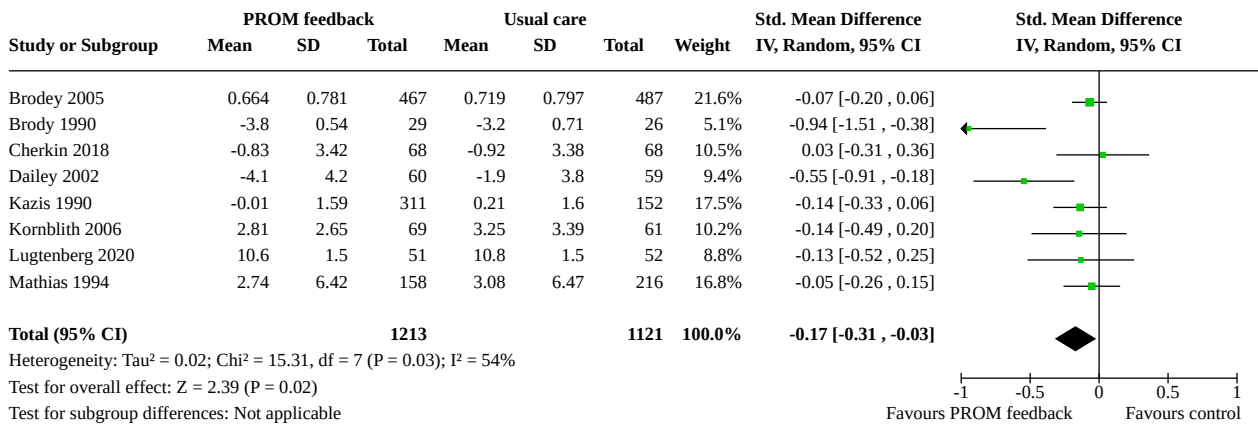 PROM feedback Usual care Std. Mean Difference Std. Mean Difference
Study or Subgroup Mean SD Total Mean SD Total Weight IV, Random, 95% CI IV, Random, 95% CI
Brodey 2005 0.664 0.781 467 0.719 0.797 487 21.6% -0.07 [-0.20 , 0.06]
Brody 1990 -3.8 0.54 29 -3.2 0.71 26 5.1% -0.94 [-1.51 , -0.38]
Cherkin 2018 -0.83 3.42 68 -0.92 3.38 68 10.5% 0.03 [-0.31 , 0.36]
Dailey 2002 -4.1 4.2 60 -1.9 3.8 59 9.4% -0.55 [-0.91 , -0.18]
Kazis 1990 -0.01 1.59 311 0.21 1.6 152 17.5% -0.14 [-0.33 , 0.06]
Kornblith 2006 2.81 2.65 69 3.25 3.39 61 10.2% -0.14 [-0.49 , 0.20]
Lugtenberg 2020 10.6 1.5 51 10.8 1.5 52 8.8% -0.13 [-0.52 , 0.25]
Mathias 1994 2.74 6.42 158 3.08 6.47 216 16.8% -0.05 [-0.26 , 0.15]
Total (95% CI) 1213 1121 100.0% -0.17 [-0.31 , -0.03]
Heterogeneity: Tau² = 0.02; Chi² = 15.31, df = 7 (P = 0.03); I² = 54%
Test for overall effect: Z = 2.39 (P = 0.02)
Test for subgroup differences: Not applicable
-1 -0.5 0 0.5 1
Favours PROM feedback Favours control